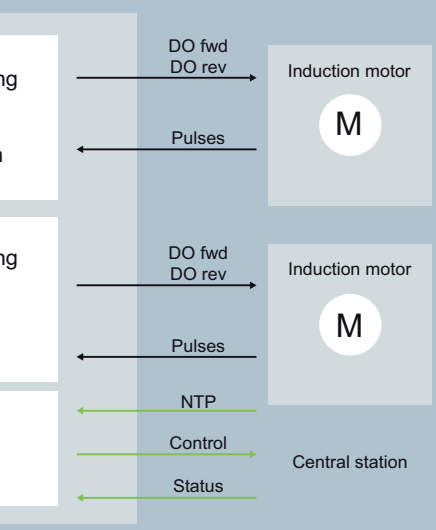 DO fwd
DO rev
Induction motor
M
Pulses
DO fwd
DO rev
Induction motor
M
Pulses
NTP
Control
Central station
Status